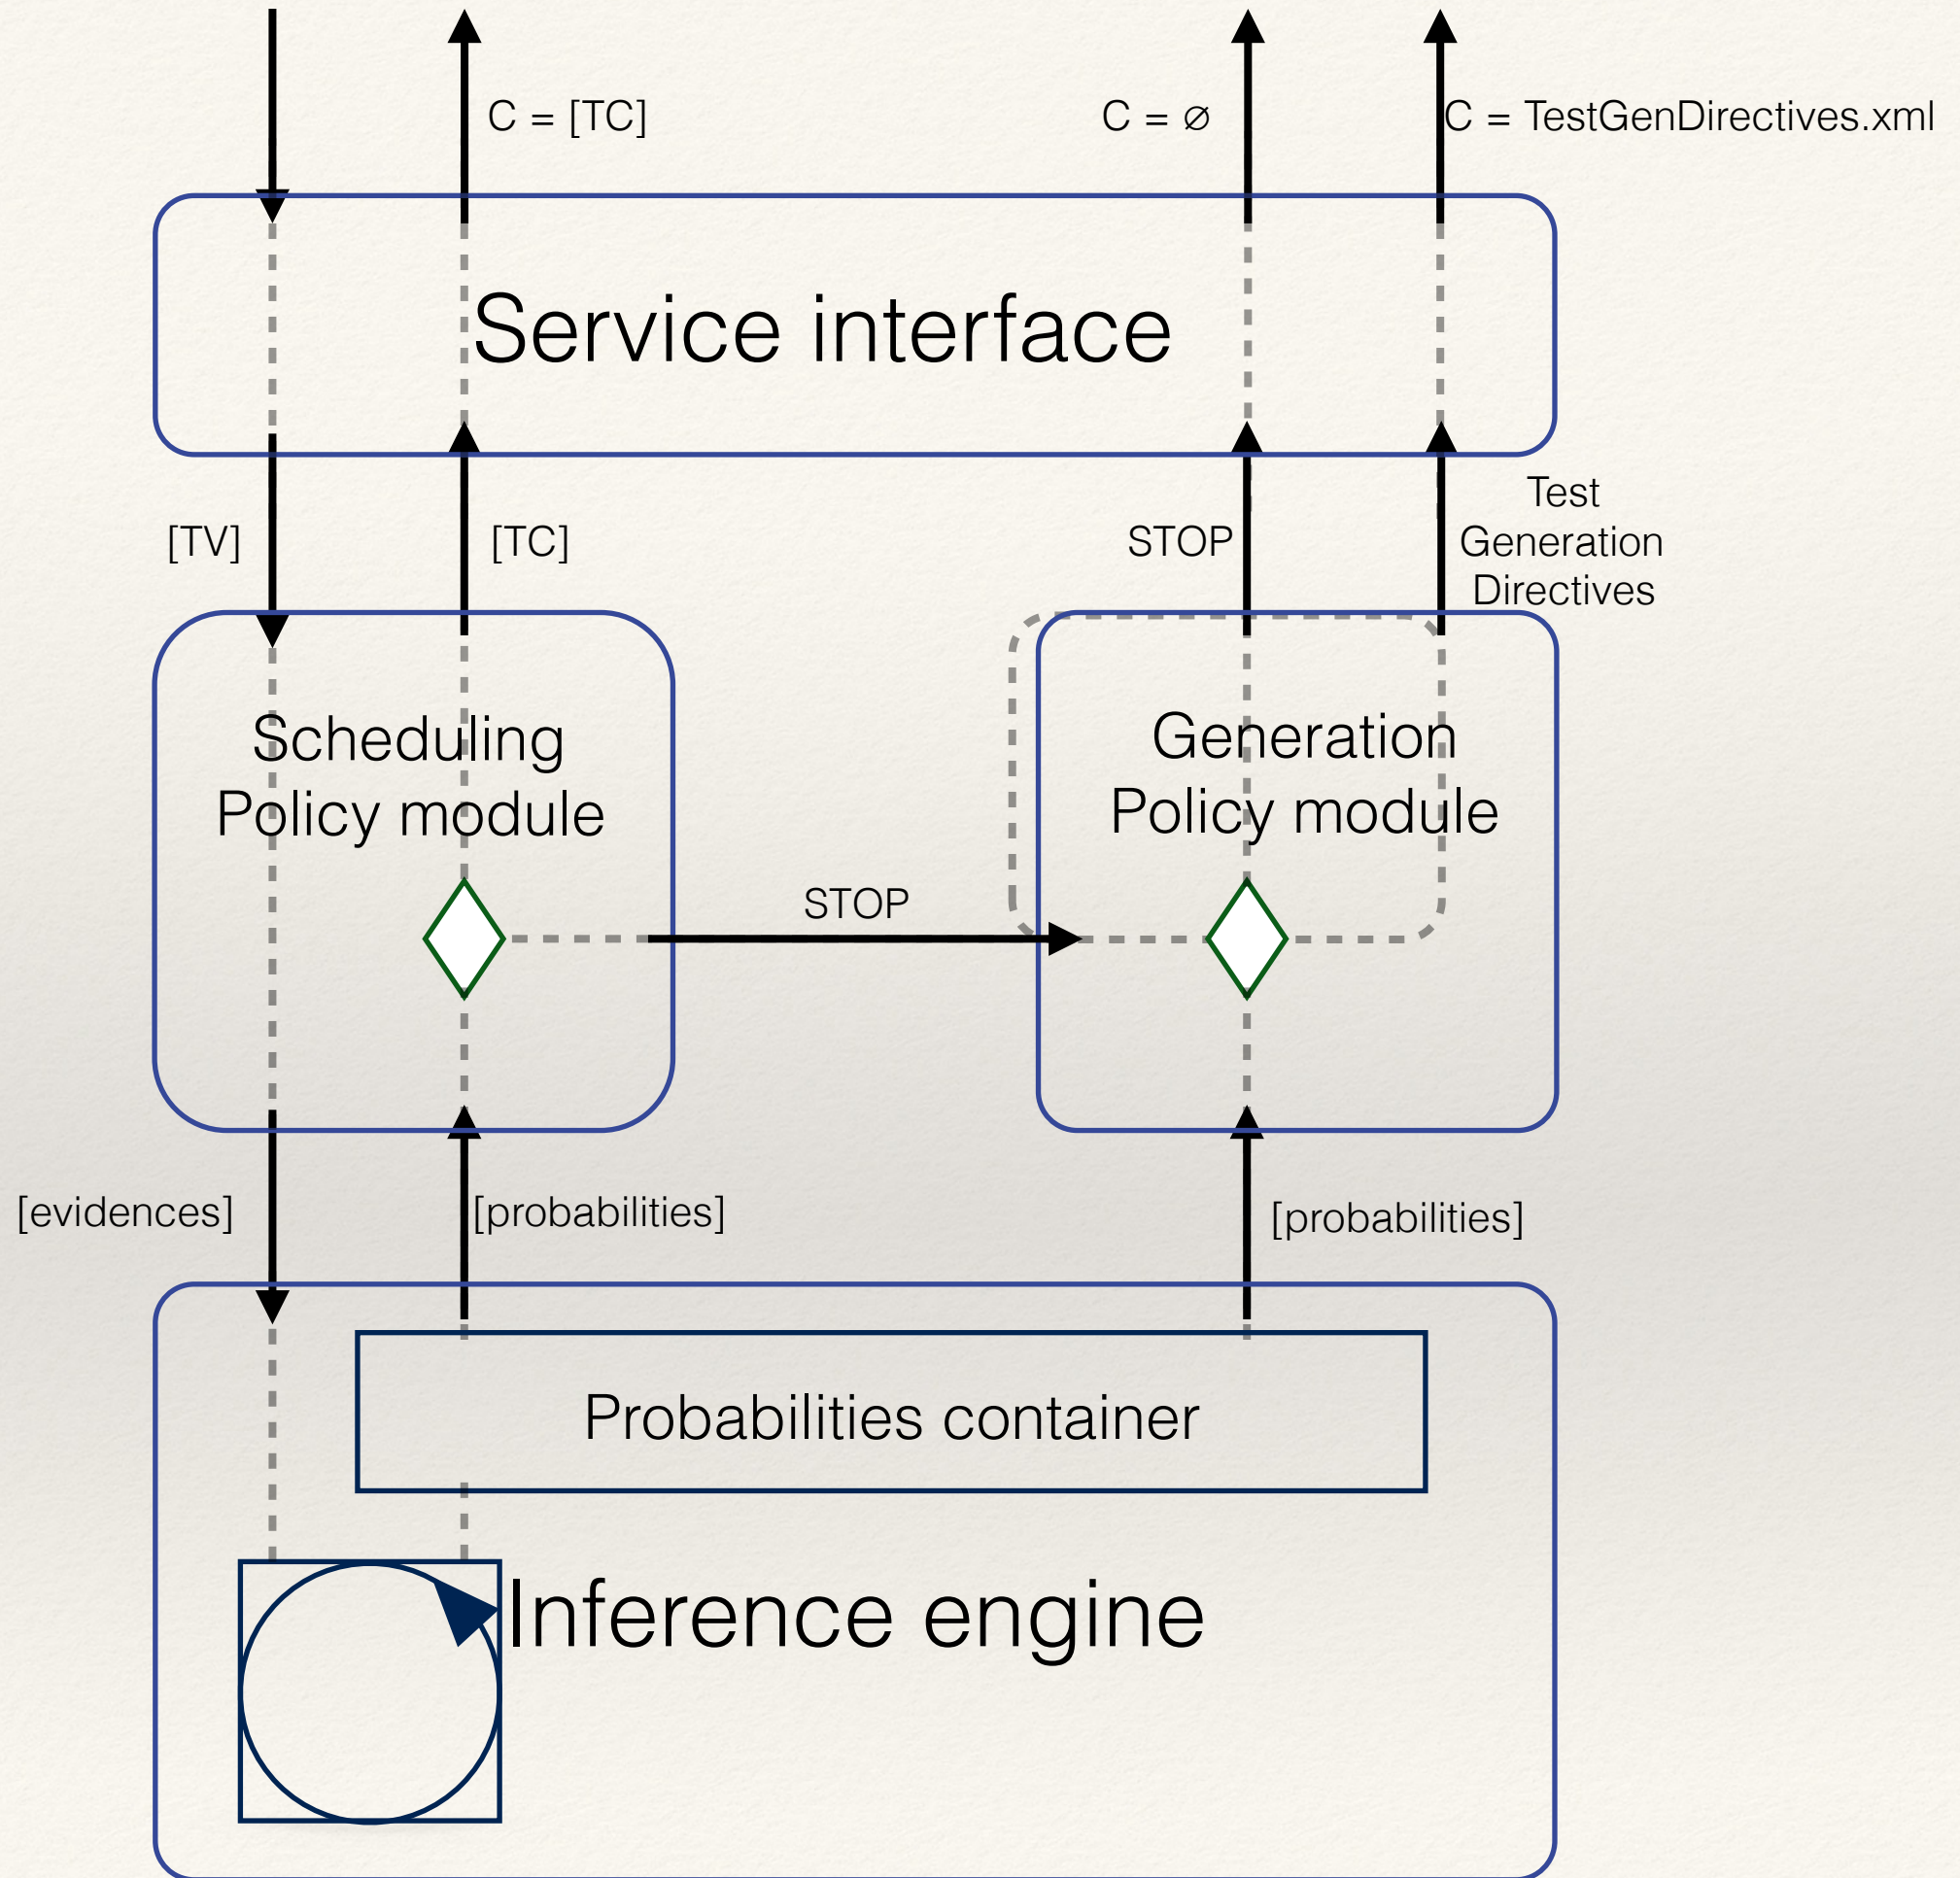 C = [TC]
C = ∅
C = TestGenDirectives.xml
Service interface
[TV]
[TC]
STOP
Test
Generation
Directives
Scheduling
Policy module
Generation
Policy module
STOP
[evidences]
[probabilities]
[probabilities]
Probabilities container
Inference engine